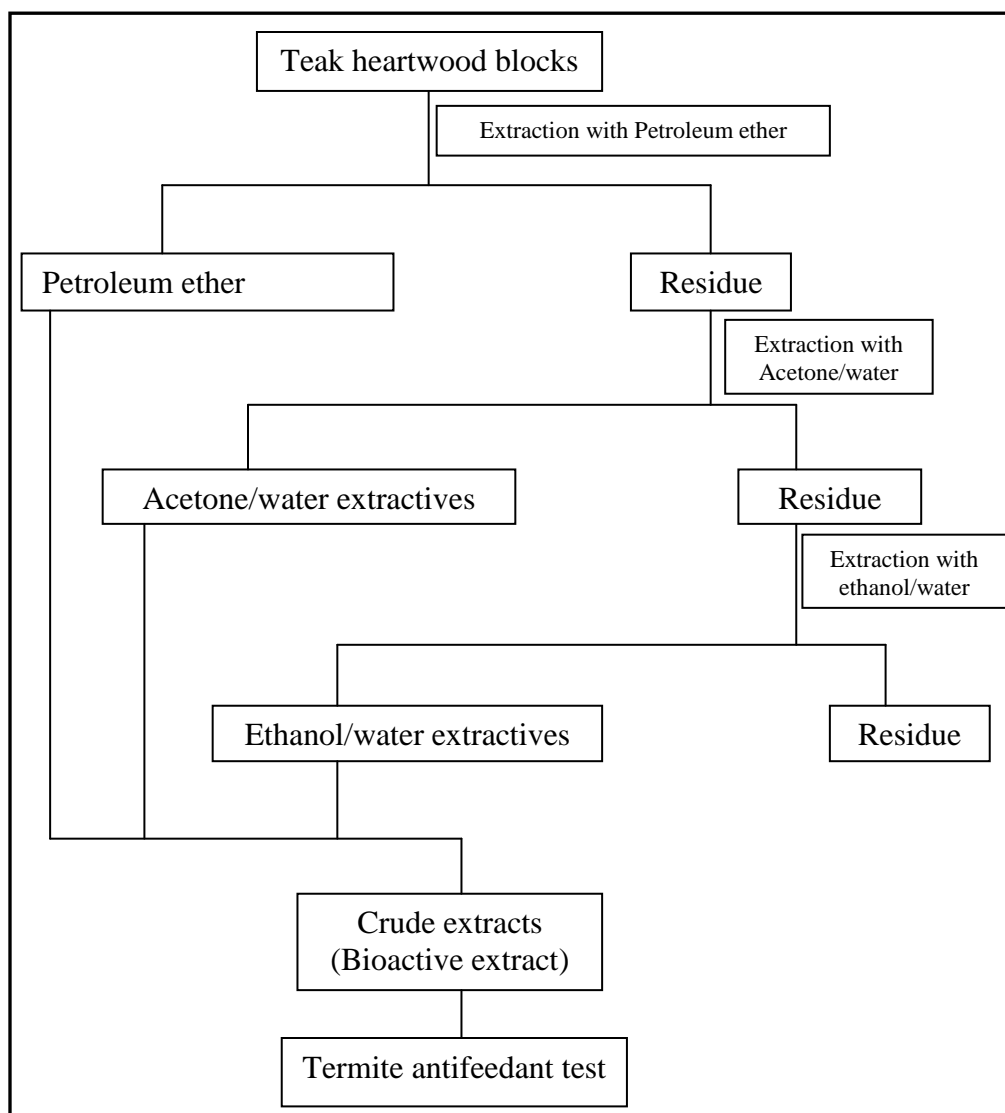 Teak heartwood blocks
Extraction with Petroleum ether
Petroleum ether
Residue
Extraction with
Acetone/water
Acetone/water extractives
Residue
Extraction with
ethanol/water
Ethanol/water extractives
Residue
Crude extracts
(Bioactive extract)
Termite antifeedant test